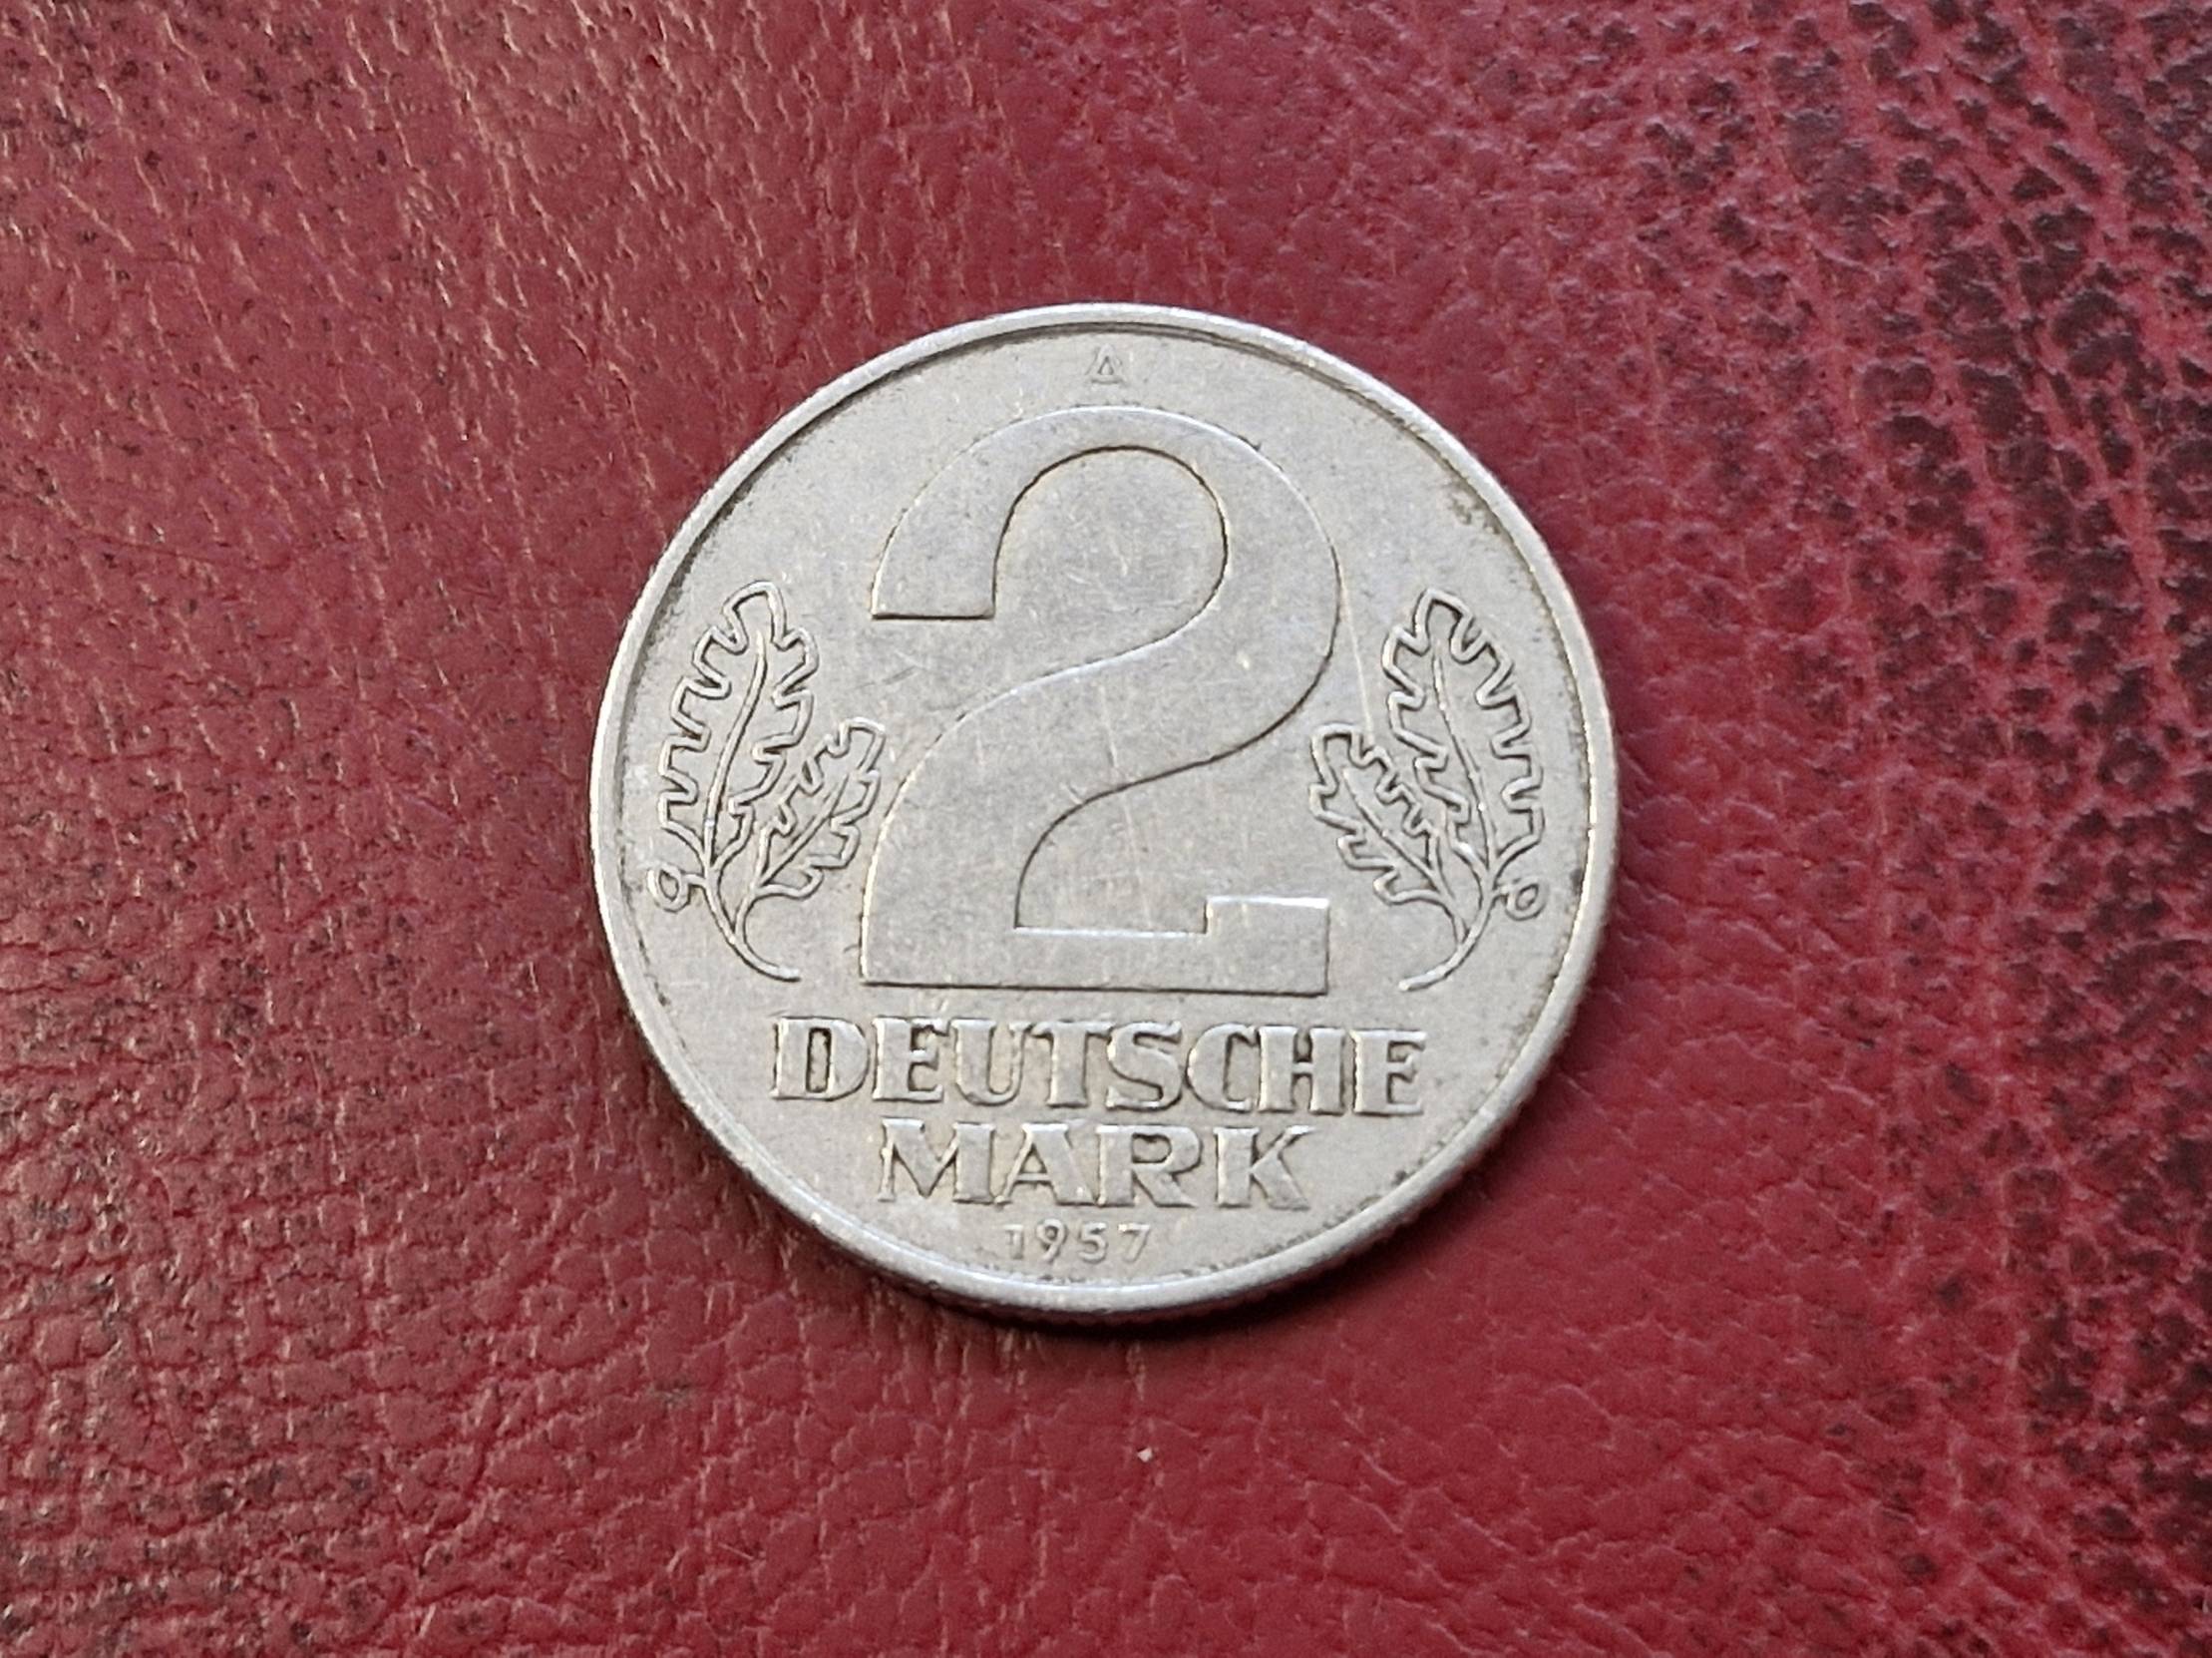 A
2
DEUTSCHE
MARK
1957